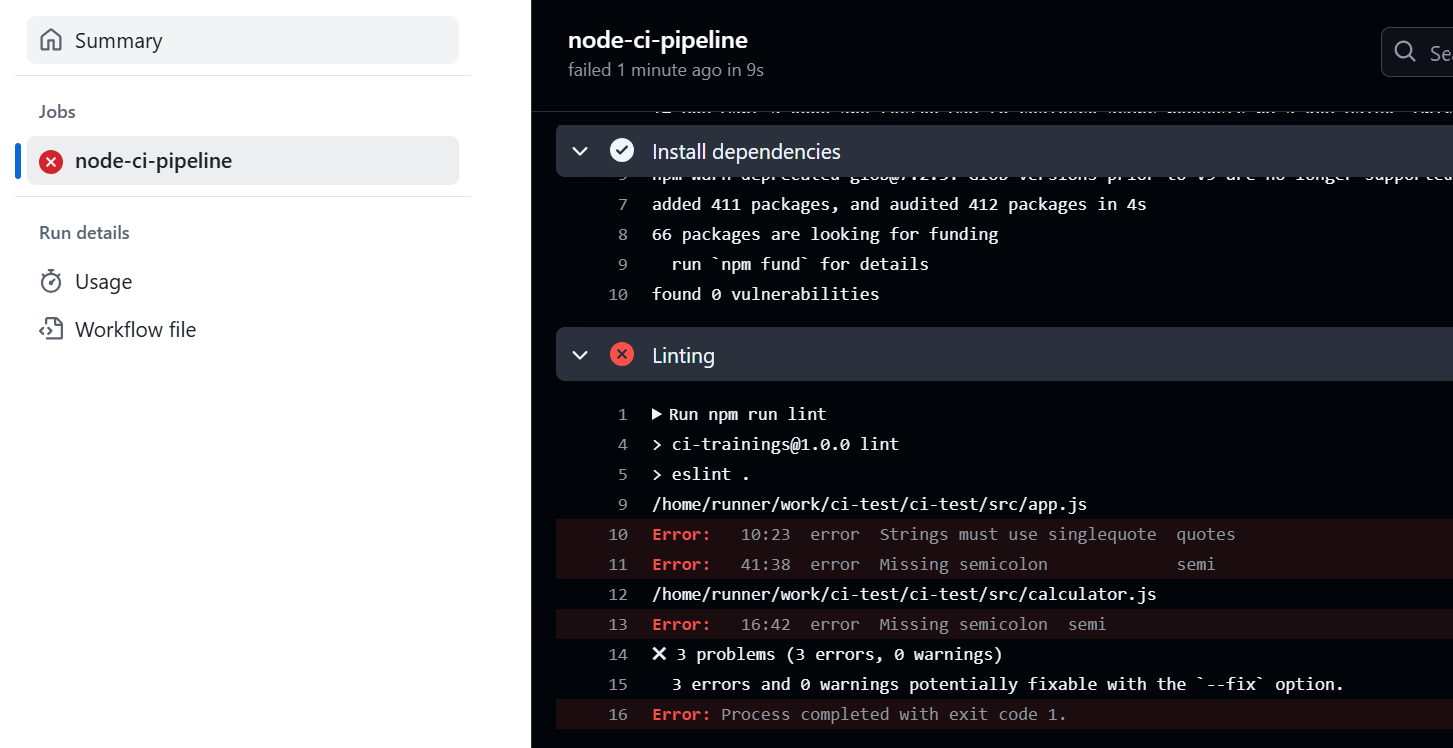 Summary
Jobs
node-ci-pipeline
Run details
Usage
Workflow file
node-ci-pipeline
failed 1 minute ago in 9s
Install dependencies
npm warn deprecated glob@7.2.3: Glob versions prior to v9 are no longer supported
7 added 411 packages, and audited 412 packages in 4s
8 66 packages are looking for funding
9 run `npm fund` for details
10 found 0 vulnerabilities
Linting
1 Run npm run lint
4 > ci-trainings@1.0.0 lint
5 > eslint .
9 /home/runner/work/ci-test/ci-test/src/app.js
10 Error: 10:23 error Strings must use singlequote quotes
11 Error: 41:38 error Missing semicolon semi
12 /home/runner/work/ci-test/ci-test/src/calculator.js
13 Error: 16:42 error Missing semicolon semi
14 ✕ 3 problems (3 errors, 0 warnings)
15 3 errors and 0 warnings potentially fixable with the `--fix` option.
16 Error: Process completed with exit code 1.